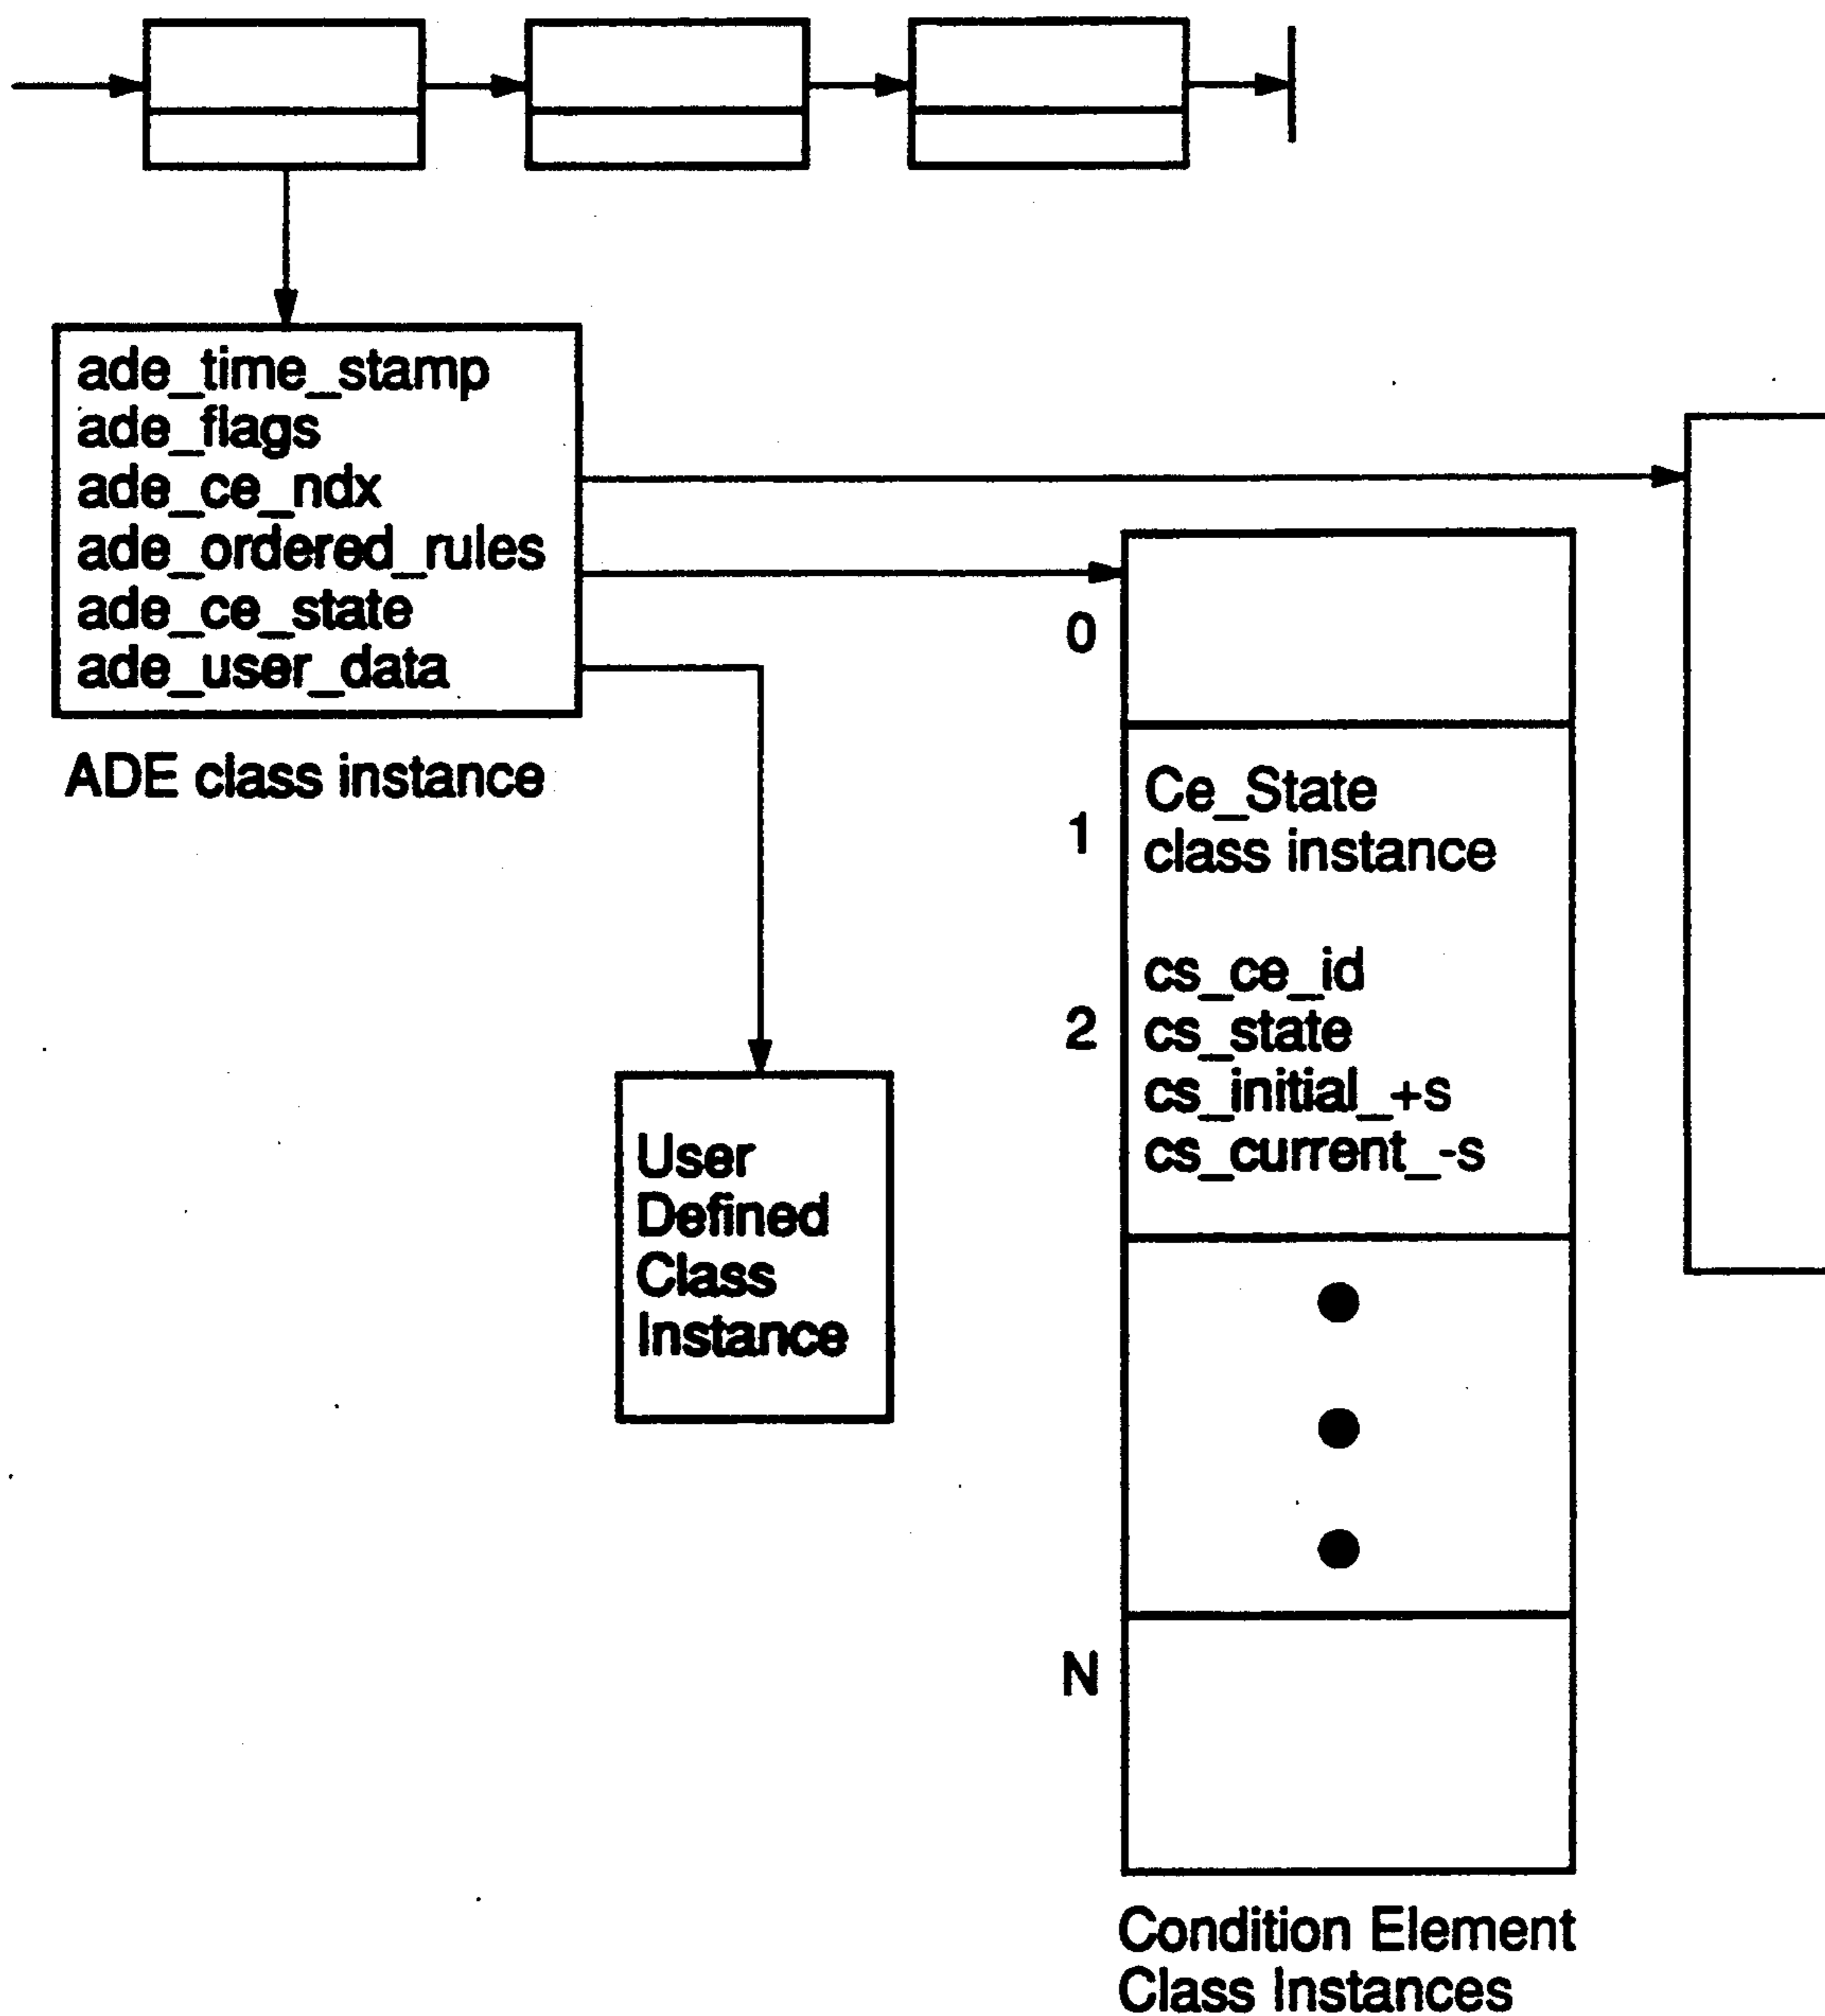 ade_time_stamp
ade_flags
ade_ce_ndx
ade_ordered_rules
ade_ce_state
ade_user_data
ADE class instance
0
1
2
N
Ce_State
class instance
cs_ce_id
cs_state
cs_initial_+s
cs_current_-s
User
Defined
Class
Instance
Condition Element
Class Instances